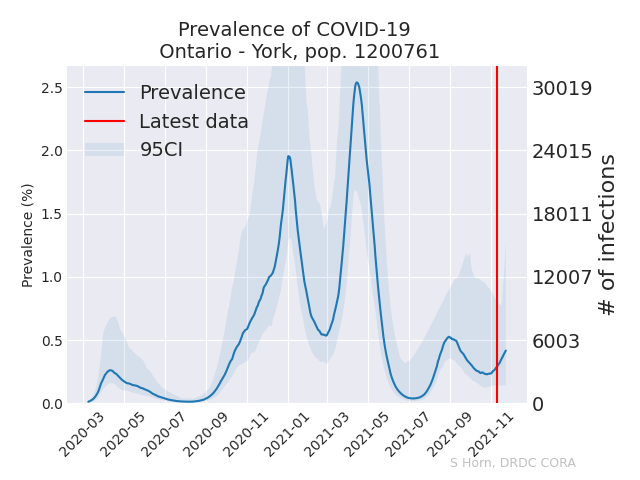 Prevalence of COVID-19
Ontario - York, pop. 1200761
Prevalence
Latest data
95CI
Prevalence (%)
2.5
2.0
1.5
1.0
0.5
0.0
30019
24015
18011
12007
6003
0
# of infections
2020-03
2020-05
2020-07
2020-09
2020-11
2021-01
2021-03
2021-05
2021-07
2021-09
2021-11
S Horn, DRDC CORA